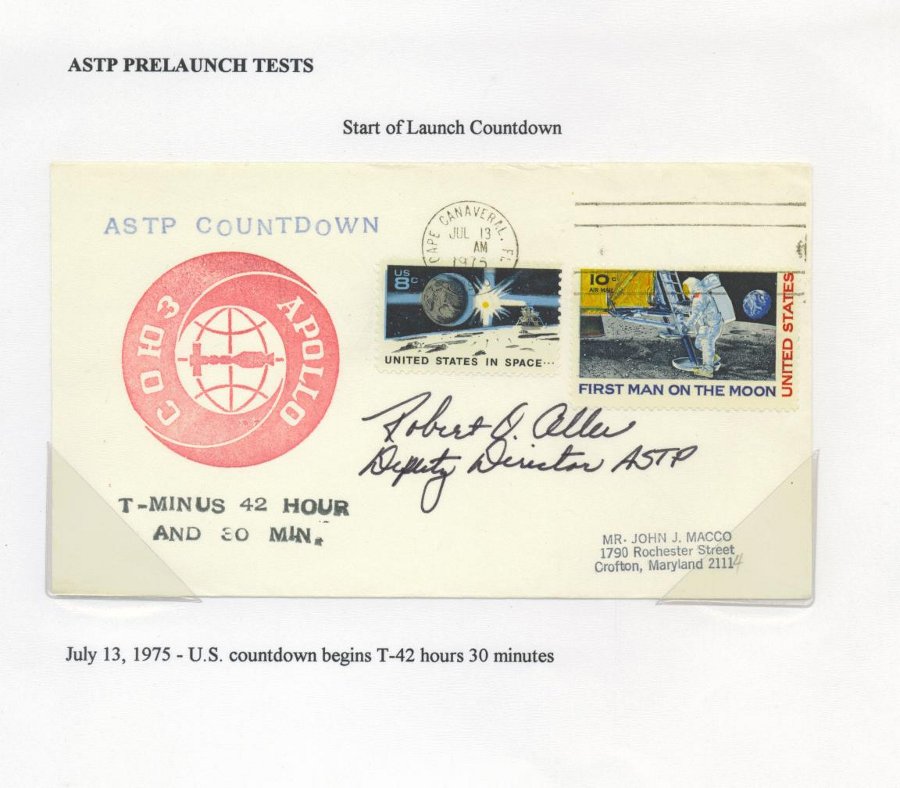 ASTP PRELAUNCH TESTS
Start of Launch Countdown
ASTP COUNTDOWN
CAPE CANAVERAL, FL
JUL 13
AM
1975
СОЮЗ
APOLLO
US
8c
UNITED STATES IN SPACE...
10c
AIR MAIL
UNITED STATES
FIRST MAN ON THE MOON
Robert O. Aller
Deputy Director ASTP
T-MINUS 42 HOUR
AND 30 MIN.
MR. JOHN J. MACCO
1790 Rochester Street
Crofton, Maryland 21114
July 13, 1975 - U.S. countdown begins T-42 hours 30 minutes